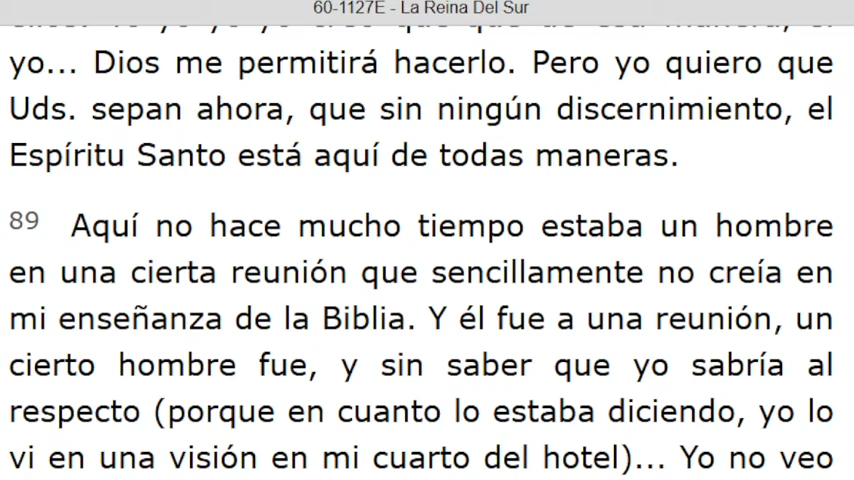 60-1127E - La Reina Del Sur
yo... Dios me permitirá hacerlo. Pero yo quiero que
Uds. sepan ahora, que sin ningún discernimiento, el
Espíritu Santo está aquí de todas maneras.
89 Aquí no hace mucho tiempo estaba un hombre
en una cierta reunión que sencillamente no creía en
mi enseñanza de la Biblia. Y él fue a una reunión, un
cierto hombre fue, y sin saber que yo sabría al
respecto (porque en cuanto lo estaba diciendo, yo lo
vi en una visión en mi cuarto del hotel)... Yo no veo